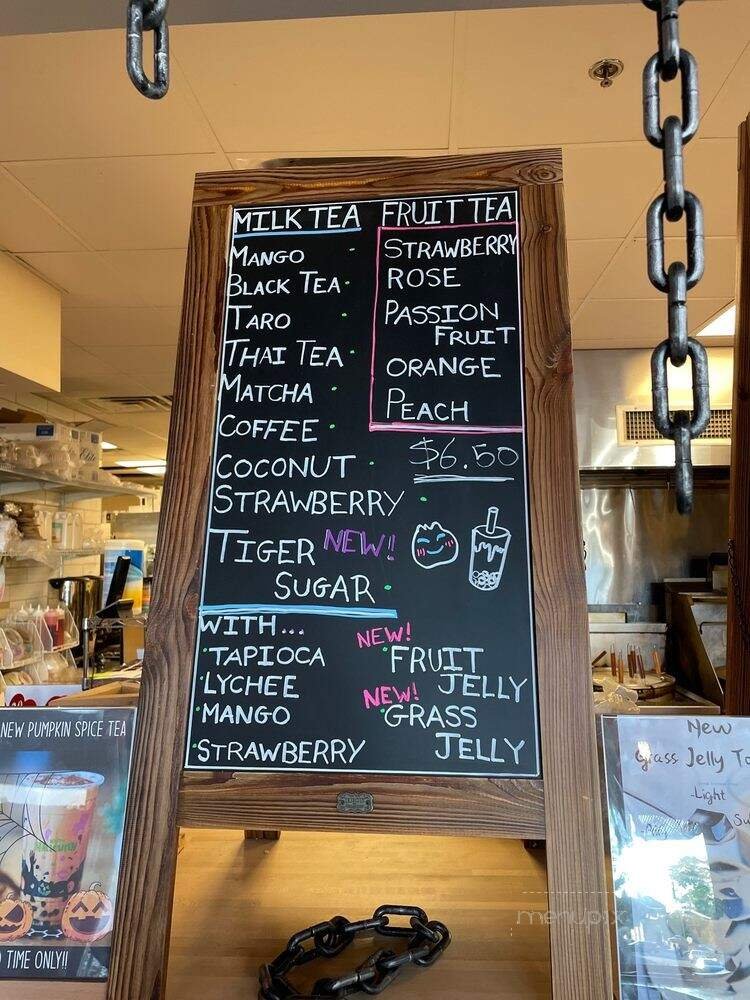 MILK TEA
MANGO
BLACK TEA
TARO
THAI TEA
MATCHA
COFFEE
COCONUT
STRAWBERRY
TIGER NEW!!
SUGAR
FRUIT TEA
STRAWBERRY
ROSE
PASSION
FRUIT
ORANGE
PEACH
$6.50
WITH...
TAPIOCA
LYCHEE
MANGO
STRAWBERRY
NEW!
FRUIT
JELLY
NEW!
GRASS
JELLY
NEW PUMPKIN SPICE TEA
TIME ONLY!!
New
Grass Jelly
-Light
menupix